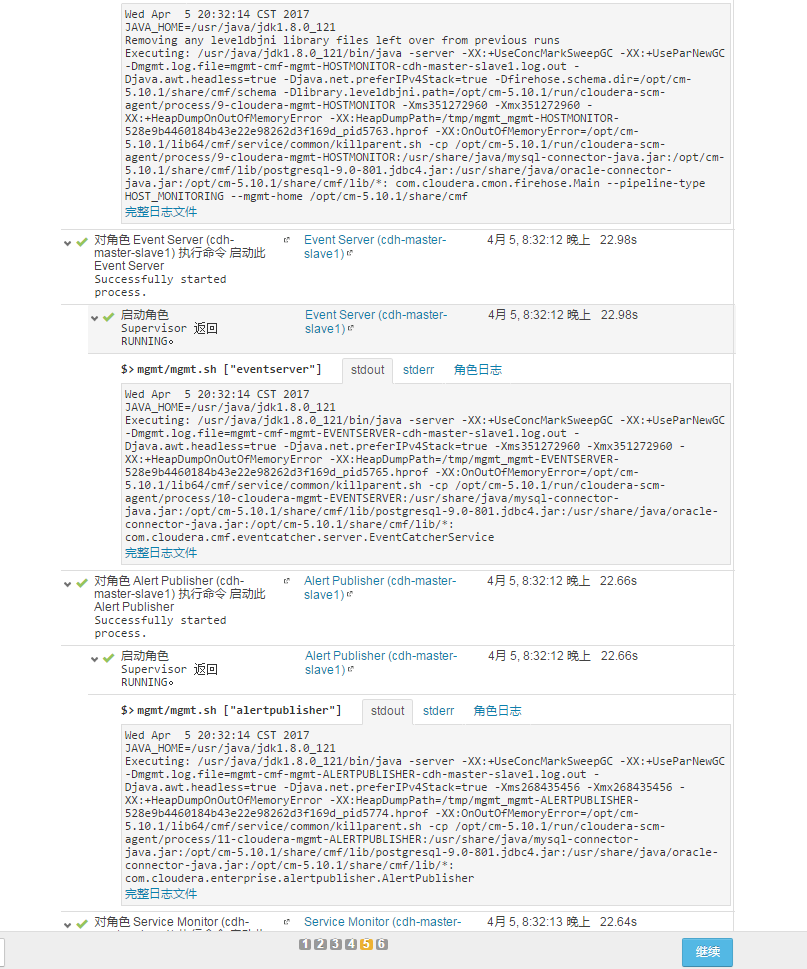 Wed Apr  5 20:32:14 CST 2017
JAVA_HOME=/usr/java/jdk1.8.0_121
Removing any leveldbjni library files left over from previous runs
Executing: /usr/java/jdk1.8.0_121/bin/java -server -XX:+UseConcMarkSweepGC -XX:+UseParNewGC
-Dmgmt.log.file=mgmt-cmf-mgmt-HOSTMONITOR-cdh-master-slave1.log.out -
Djava.awt.headless=true -Djava.net.preferIPv4Stack=true -Dfirehose.schema.dir=/opt/cm-
5.10.1/share/cmf/schema -Dlibrary.leveldbjni.path=/opt/cm-5.10.1/run/cloudera-scm-
agent/process/9-cloudera-mgmt-HOSTMONITOR -Xms351272960 -Xmx351272960 -
XX:+HeapDumpOnOutOfMemoryError -XX:HeapDumpPath=/tmp/mgmt_mgmt-HOSTMONITOR-
528e9b4460184b43e22e98262d3f169d_pid5763.hprof -XX:OnOutOfMemoryError=/opt/cm-
5.10.1/lib64/cmf/service/common/killparent.sh -cp /opt/cm-5.10.1/run/cloudera-scm-
agent/process/9-cloudera-mgmt-HOSTMONITOR:/usr/share/java/mysql-connector-java.jar:/opt/cm-
5.10.1/share/cmf/lib/postgresql-9.0-801.jdbc4.jar:/usr/share/java/oracle-connector-
java.jar:/opt/cm-5.10.1/share/cmf/lib/*: com.cloudera.cmon.firehose.Main --pipeline-type
HOST_MONITORING --mgmt-home /opt/cm-5.10.1/share/cmf
完整日志文件
对角色 Event Server (cdh- Event Server (cdh-master- 4月 5, 8:32:12 晚上 22.98s
master-slave1) 执行命令 启动此 slave1)
Event Server
Successfully started
process.
启动角色 Event Server (cdh-master- 4月 5, 8:32:12 晚上 22.98s
Supervisor 返回 slave1)
RUNNING。
$> mgmt/mgmt.sh ["eventserver"] stdout stderr 角色日志
Wed Apr  5 20:32:14 CST 2017
JAVA_HOME=/usr/java/jdk1.8.0_121
Executing: /usr/java/jdk1.8.0_121/bin/java -server -XX:+UseConcMarkSweepGC -XX:+UseParNewGC
-Dmgmt.log.file=mgmt-cmf-mgmt-EVENTSERVER-cdh-master-slave1.log.out -
Djava.awt.headless=true -Djava.net.preferIPv4Stack=true -Xms351272960 -Xmx351272960 -
XX:+HeapDumpOnOutOfMemoryError -XX:HeapDumpPath=/tmp/mgmt_mgmt-EVENTSERVER-
528e9b4460184b43e22e98262d3f169d_pid5765.hprof -XX:OnOutOfMemoryError=/opt/cm-
5.10.1/lib64/cmf/service/common/killparent.sh -cp /opt/cm-5.10.1/run/cloudera-scm-
agent/process/10-cloudera-mgmt-EVENTSERVER:/usr/share/java/mysql-connector-
java.jar:/opt/cm-5.10.1/share/cmf/lib/postgresql-9.0-801.jdbc4.jar:/usr/share/java/oracle-
connector-java.jar:/opt/cm-5.10.1/share/cmf/lib/*:
com.cloudera.cmf.eventcatcher.server.EventCatcherService
完整日志文件
对角色 Alert Publisher (cdh- Alert Publisher (cdh-master- 4月 5, 8:32:12 晚上 22.66s
master-slave1) 执行命令 启动此 slave1)
Alert Publisher
Successfully started
process.
启动角色 Alert Publisher (cdh-master- 4月 5, 8:32:12 晚上 22.66s
Supervisor 返回 slave1)
RUNNING。
$> mgmt/mgmt.sh ["alertpublisher"] stdout stderr 角色日志
Wed Apr  5 20:32:14 CST 2017
JAVA_HOME=/usr/java/jdk1.8.0_121
Executing: /usr/java/jdk1.8.0_121/bin/java -server -XX:+UseConcMarkSweepGC -XX:+UseParNewGC
-Dmgmt.log.file=mgmt-cmf-mgmt-ALERTPUBLISHER-cdh-master-slave1.log.out -
Djava.awt.headless=true -Djava.net.preferIPv4Stack=true -Xms268435456 -Xmx268435456 -
XX:+HeapDumpOnOutOfMemoryError -XX:HeapDumpPath=/tmp/mgmt_mgmt-ALERTPUBLISHER-
528e9b4460184b43e22e98262d3f169d_pid5774.hprof -XX:OnOutOfMemoryError=/opt/cm-
5.10.1/lib64/cmf/service/common/killparent.sh -cp /opt/cm-5.10.1/run/cloudera-scm-
agent/process/11-cloudera-mgmt-ALERTPUBLISHER:/usr/share/java/mysql-connector-
java.jar:/opt/cm-5.10.1/share/cmf/lib/postgresql-9.0-801.jdbc4.jar:/usr/share/java/oracle-
connector-java.jar:/opt/cm-5.10.1/share/cmf/lib/*:
com.cloudera.enterprise.alertpublisher.AlertPublisher
完整日志文件
对角色 Service Monitor (cdh- Service Monitor (cdh-master- 4月 5, 8:32:13 晚上 22.64s
1 2 3 4 5 6
继续